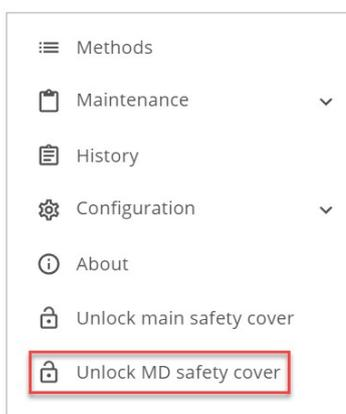 Methods
Maintenance
History
Configuration
About
Unlock main safety cover
Unlock MD safety cover